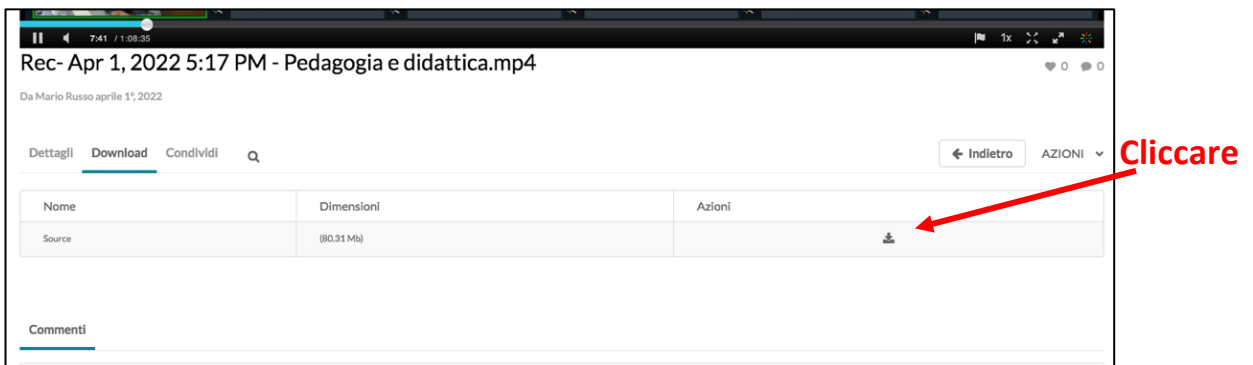 7:41 / 1:08:35 1x
Rec- Apr 1, 2022 5:17 PM - Pedagogia e didattica.mp4
0 0
Da Mario Russo aprile 1º, 2022
Dettagli Download Condividi
Indietro AZIONI
Cliccare
Nome Dimensioni Azioni
Source (80.31 Mb)
Commenti